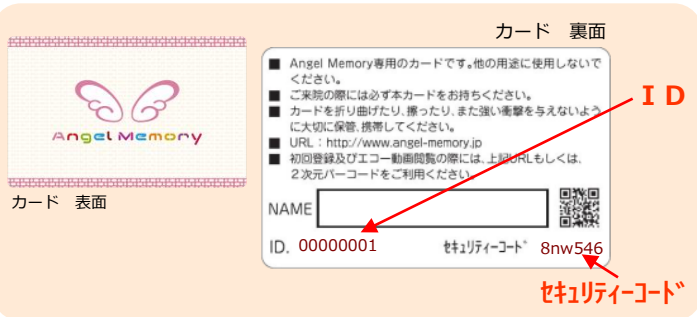 カード　裏面
Angel Memory
カード　表面
■ Angel Memory専用のカードです。他の用途に使用しないで
ください。
■ ご来院の際には必ず本カードをお持ちください。
■ カードを折り曲げたり、擦ったり、また強い衝撃を与えないよう
に大切に保管、携帯してください。
■ URL：http://www.angel-memory.jp
■ 初回登録及びエコー動画閲覧の際には、上記URLもしくは、
２次元バーコードをご利用ください。
ＩＤ
NAME
ID. 00000001 ｾｷｭﾘﾃｨｰｺｰﾄﾞ 8nw546
ｾｷｭﾘﾃｨｰｺｰﾄﾞ